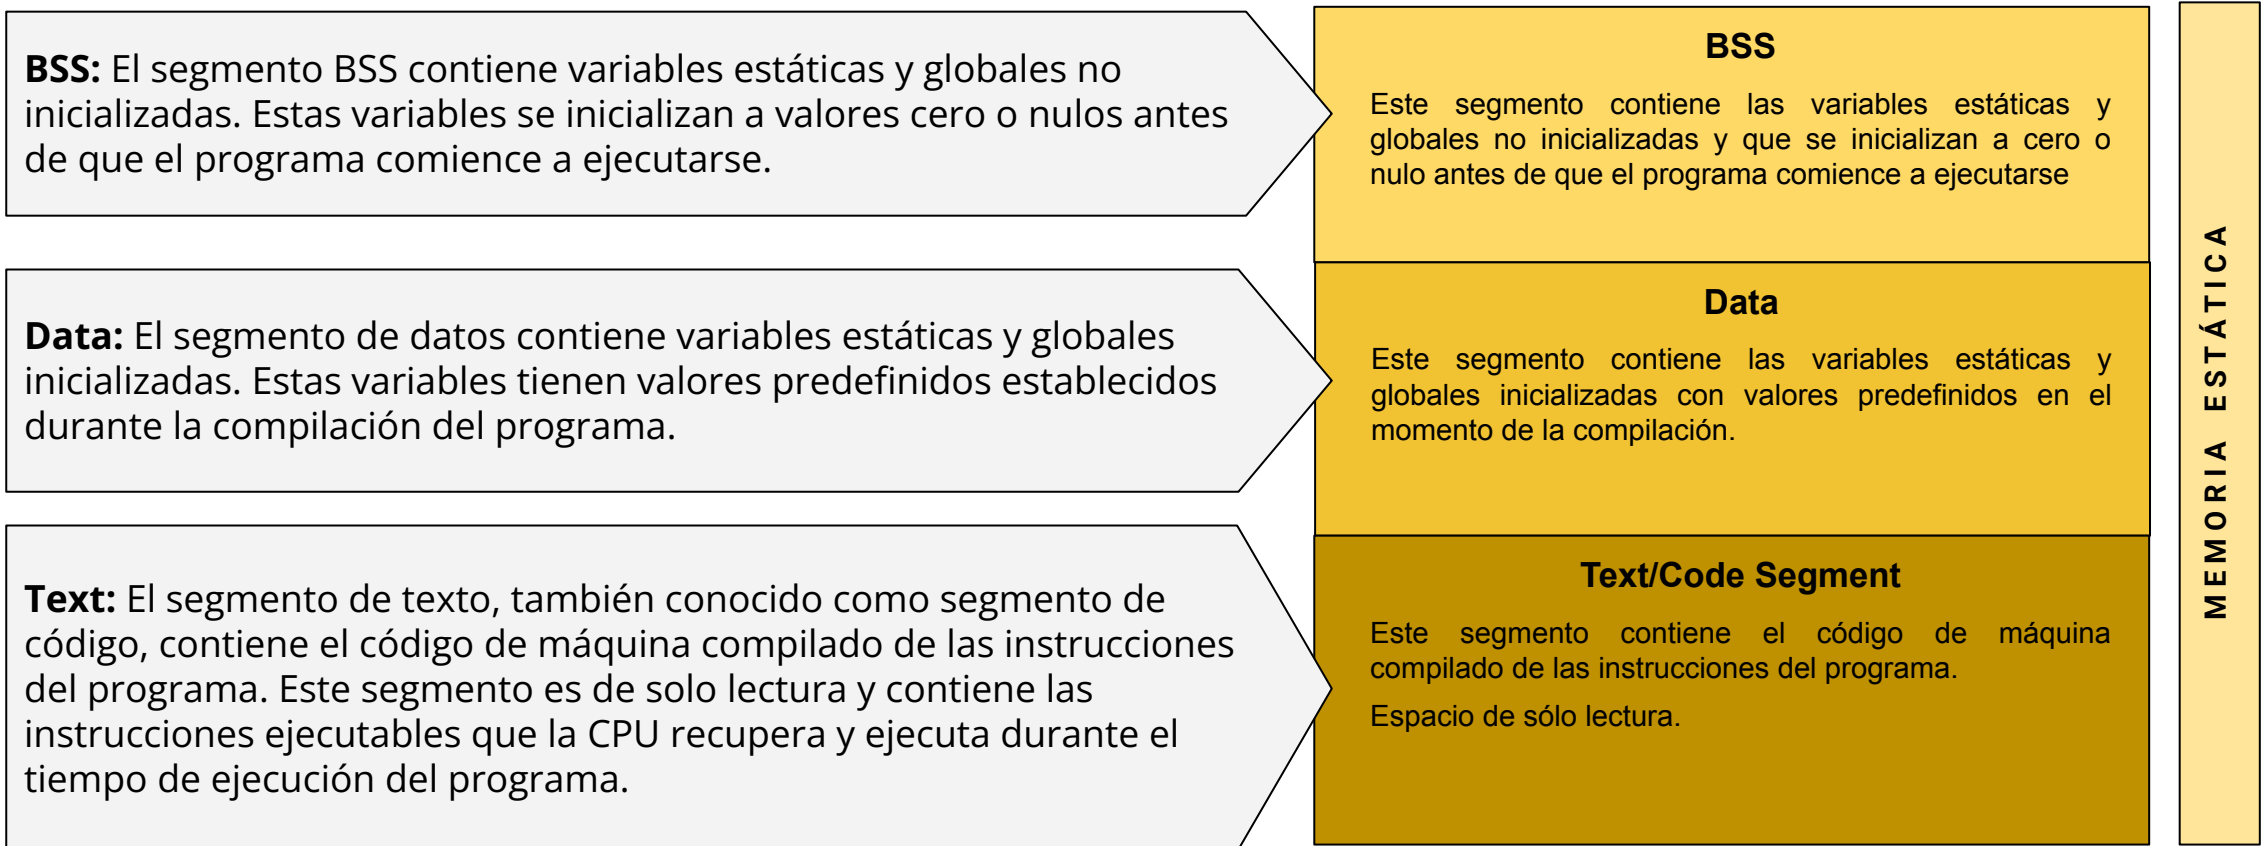 BSS: El segmento BSS contiene variables estáticas y globales no
inicializadas. Estas variables se inicializan a valores cero o nulos antes
de que el programa comience a ejecutarse.
BSS
Este segmento contiene las variables estáticas y
globales no inicializadas y que se inicializan a cero o
nulo antes de que el programa comience a ejecutarse
Data: El segmento de datos contiene variables estáticas y globales
inicializadas. Estas variables tienen valores predefinidos establecidos
durante la compilación del programa.
Data
Este segmento contiene las variables estáticas y
globales inicializadas con valores predefinidos en el
momento de la compilación.
Text: El segmento de texto, también conocido como segmento de
código, contiene el código de máquina compilado de las instrucciones
del programa. Este segmento es de solo lectura y contiene las
instrucciones ejecutables que la CPU recupera y ejecuta durante el
tiempo de ejecución del programa.
Text/Code Segment
Este segmento contiene el código de máquina
compilado de las instrucciones del programa.
Espacio de sólo lectura.
MEMORIA ESTÁTICA